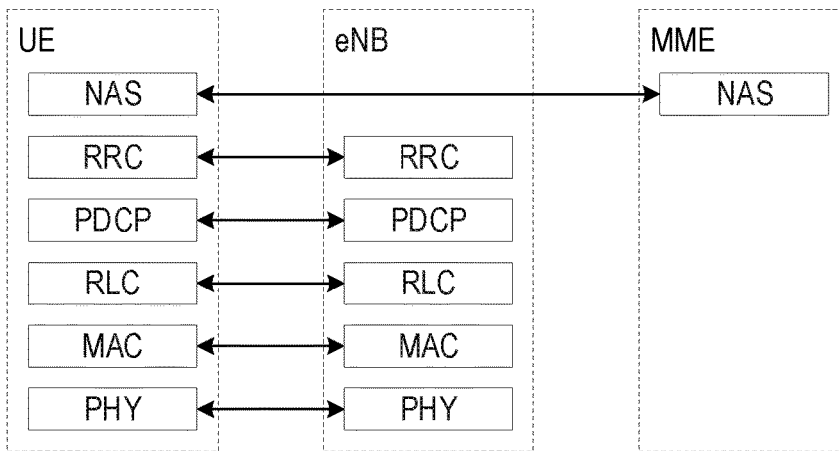 UE eNB MME
NAS NAS
RRC RRC
PDCP PDCP
RLC RLC
MAC MAC
PHY PHY